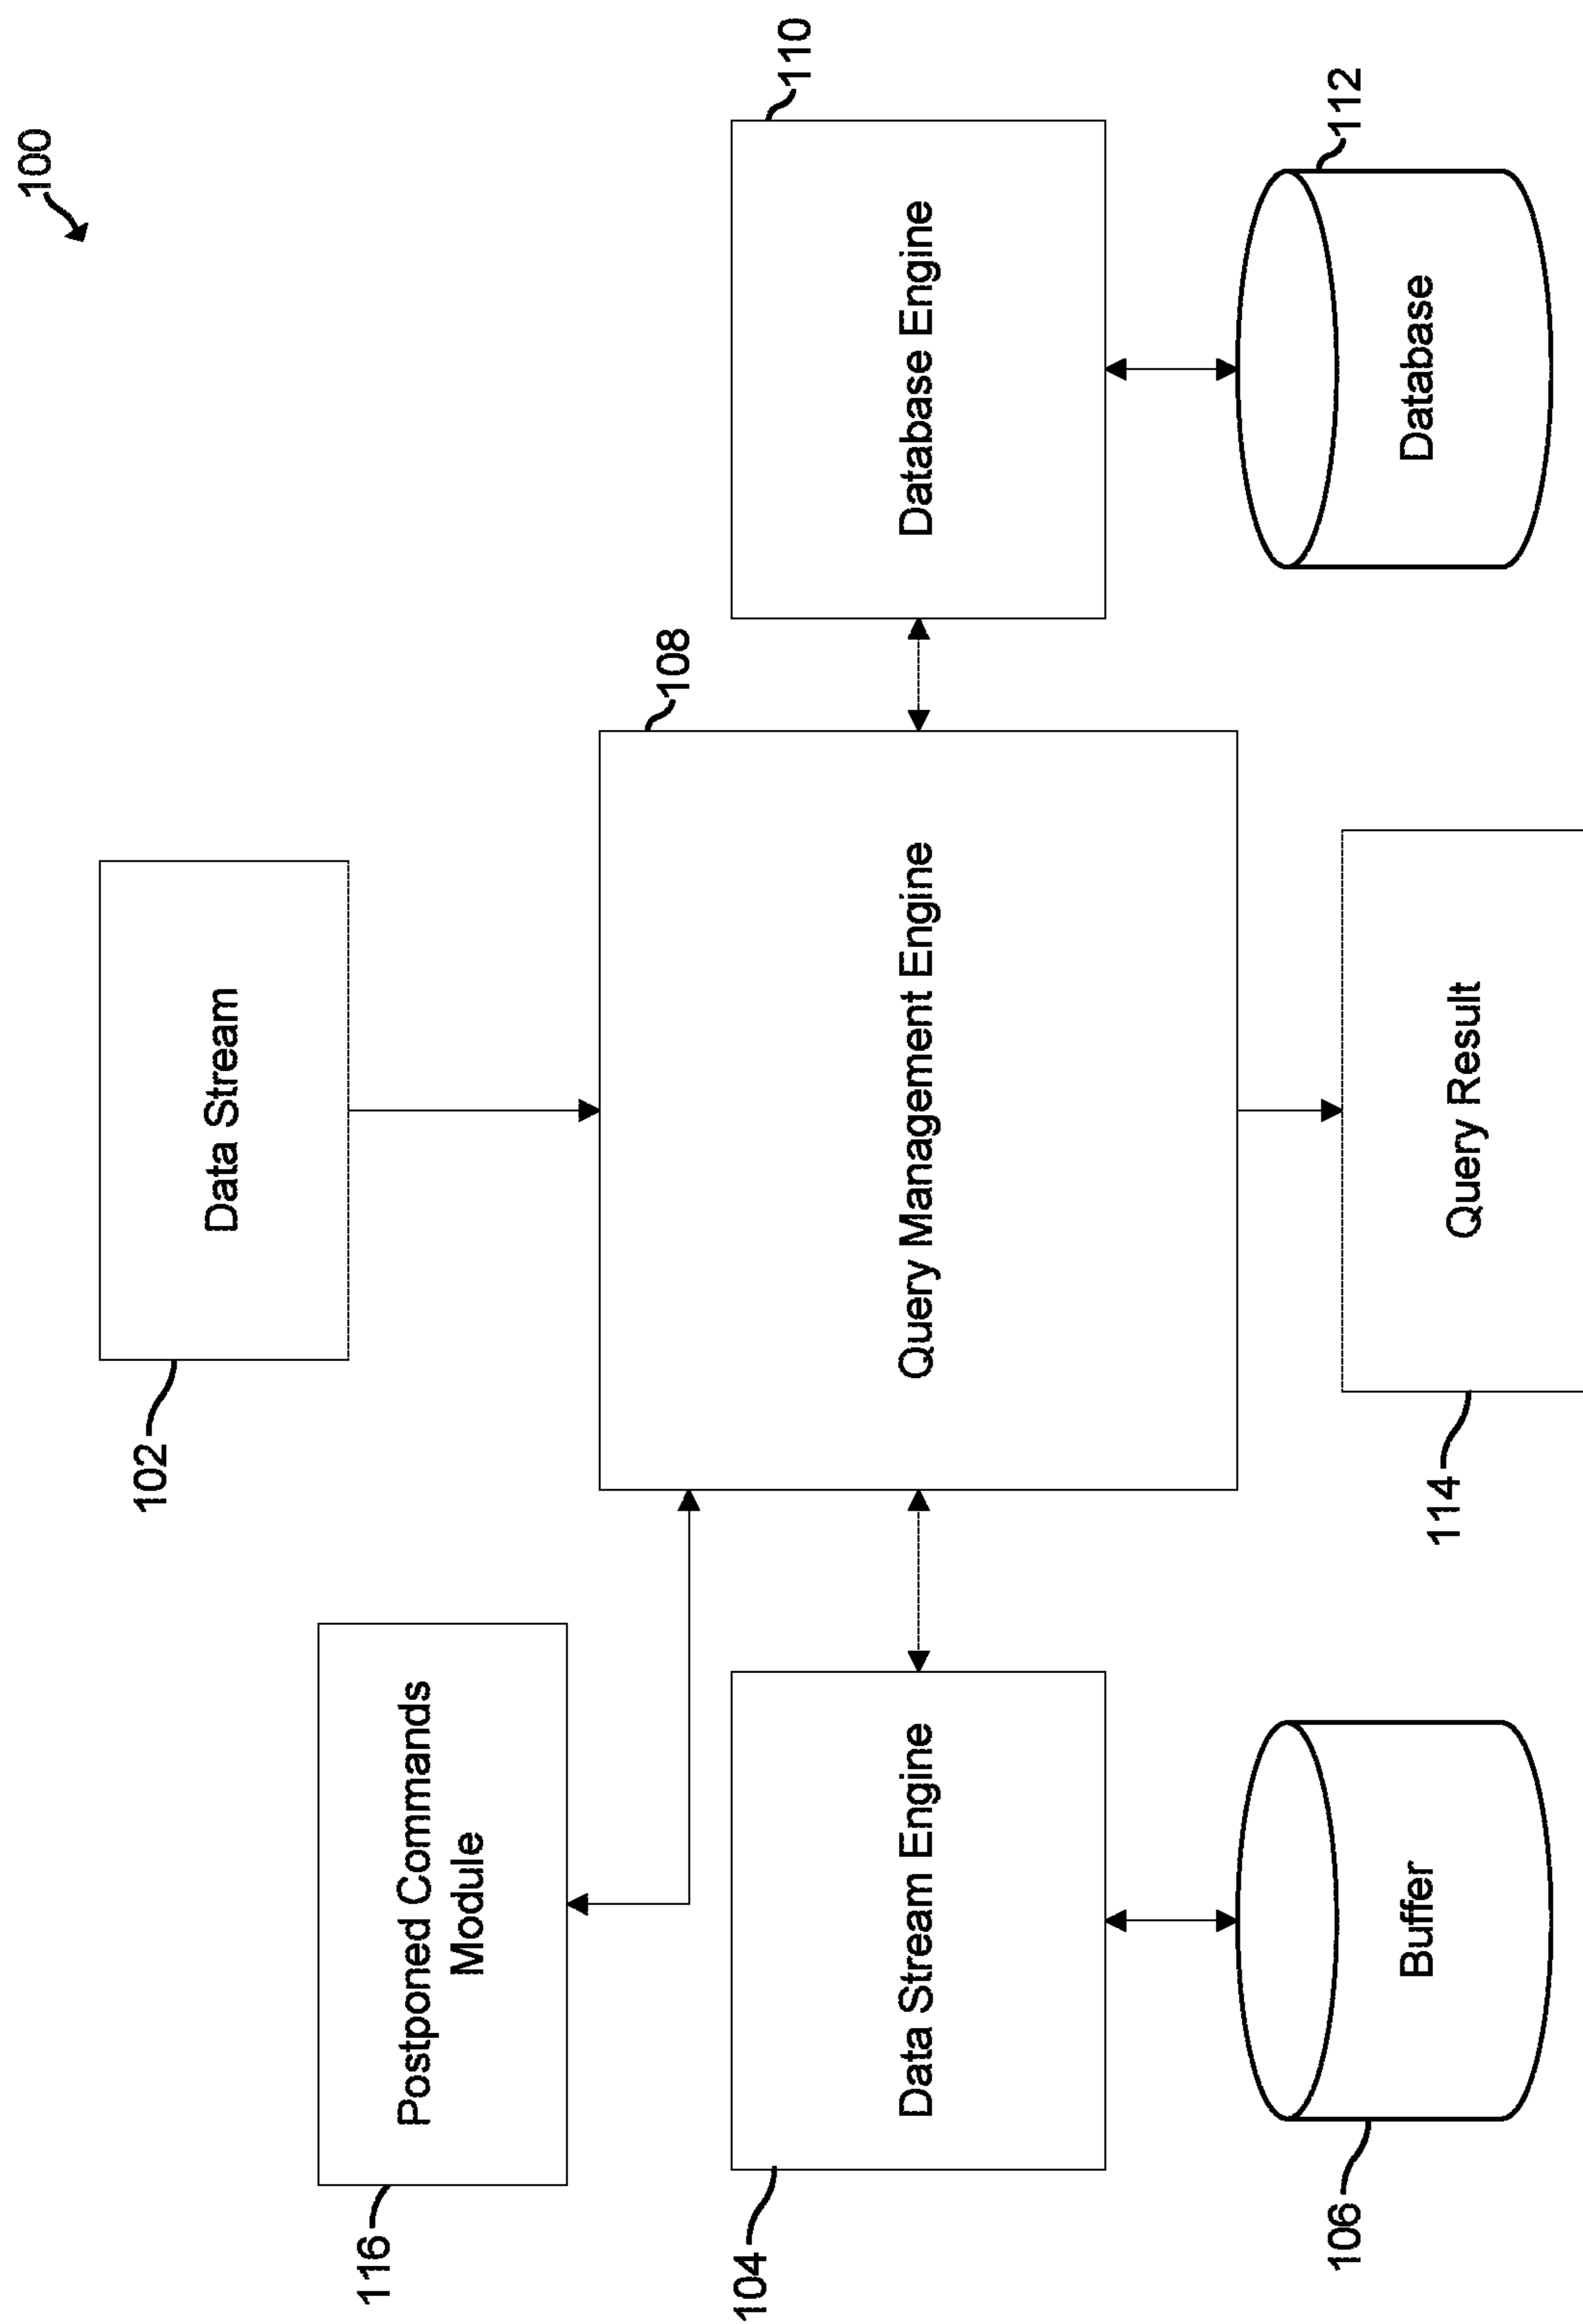 100
Data Stream
102
Postponed Commands
Module
116
108
110
Data Stream Engine
104
Query Management Engine
Database Engine
Buffer
106
Query Result
114
Database
112